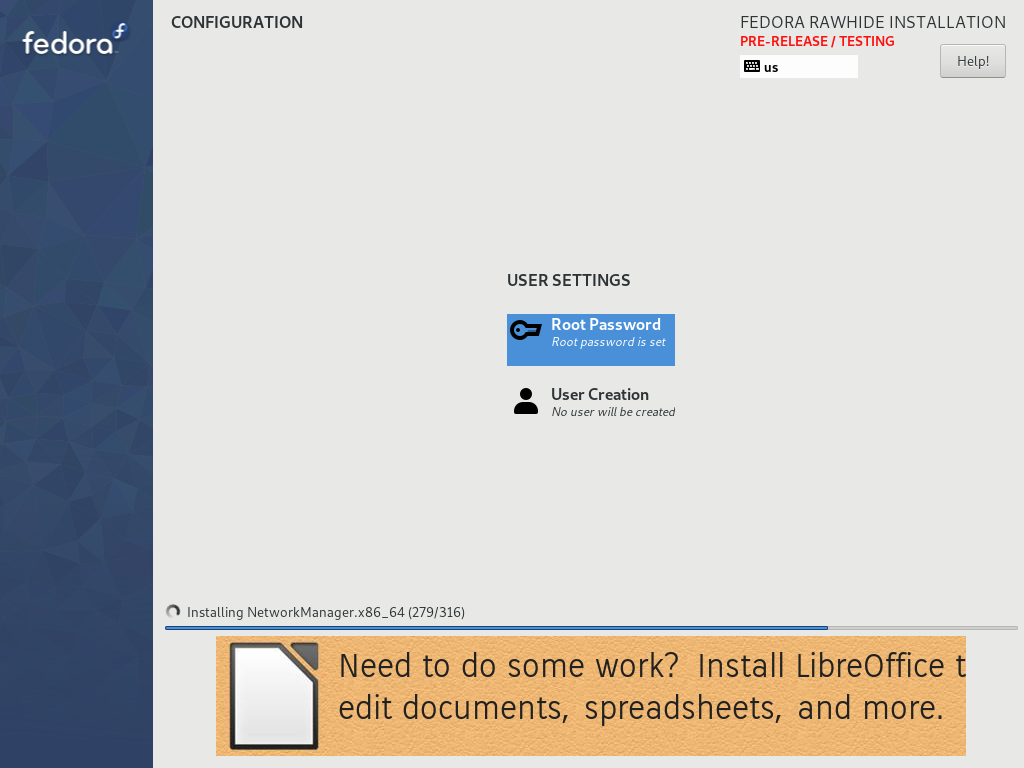 fedora
CONFIGURATION
FEDORA RAWHIDE INSTALLATION
PRE-RELEASE / TESTING
us
Help!
USER SETTINGS
Root Password
Root password is set
User Creation
No user will be created
Installing NetworkManager.x86_64 (279/316)
Need to do some work? Install LibreOffice t
edit documents, spreadsheets, and more.